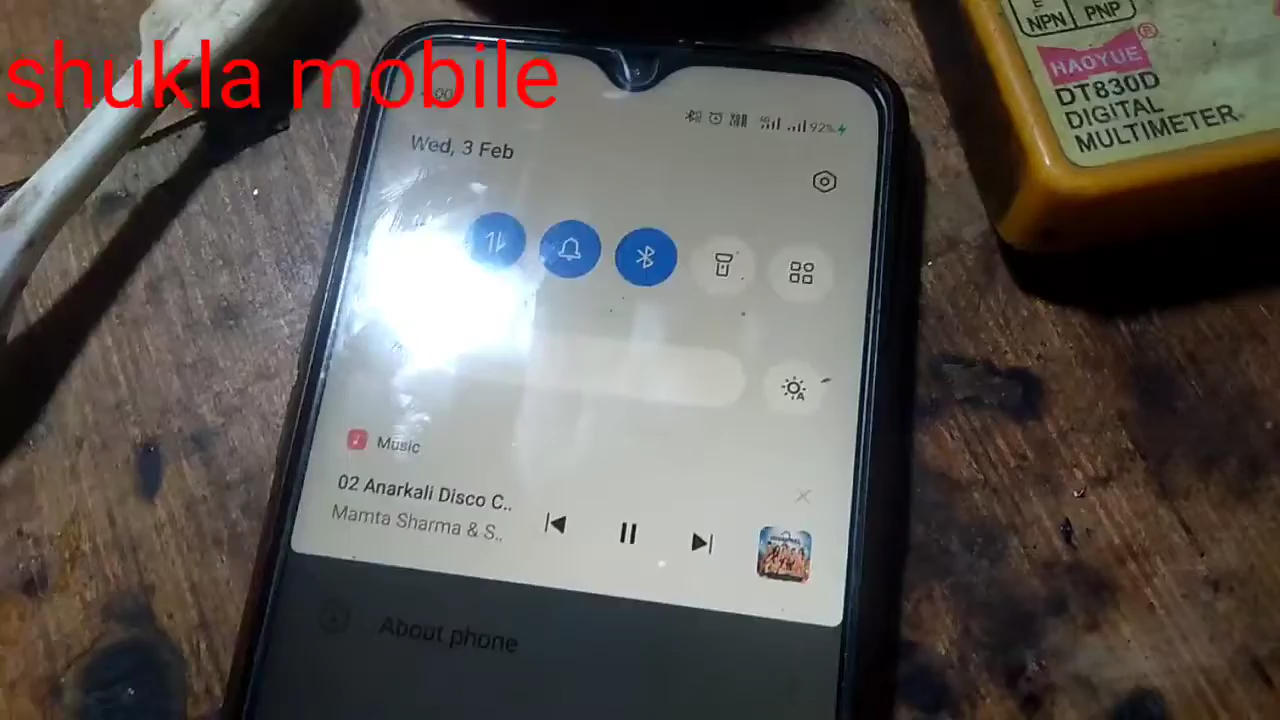 shukla mobile
92%
Wed, 3 Feb
Music
02 Anarkali Disco C..
Mamta Sharma & S..
About phone
E
NPN PNP
HAOYUE®
DT830D
DIGITAL
MULTIMETER